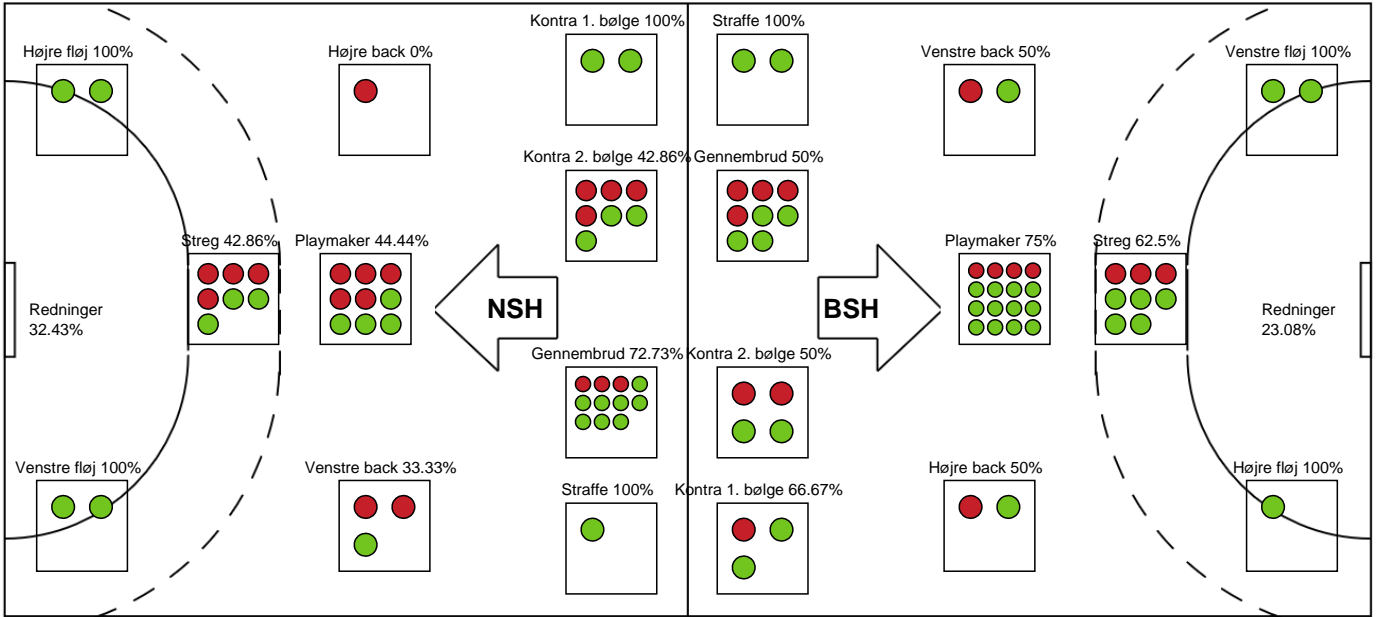 Kontra 1. bølge 100%
Straffe 100%
Højre fløj 100%
Højre back 0%
Venstre back 50%
Venstre fløj 100%
Kontra 2. bølge 42.86%
Gennembrud 50%
Streg 42.86%
Playmaker 44.44%
Playmaker 75%
Streg 62.5%
Redninger
32.43%
NSH
BSH
Redninger
23.08%
Gennembrud 72.73%
Kontra 2. bølge 50%
Venstre fløj 100%
Venstre back 33.33%
Straffe 100%
Kontra 1. bølge 66.67%
Højre back 50%
Højre fløj 100%